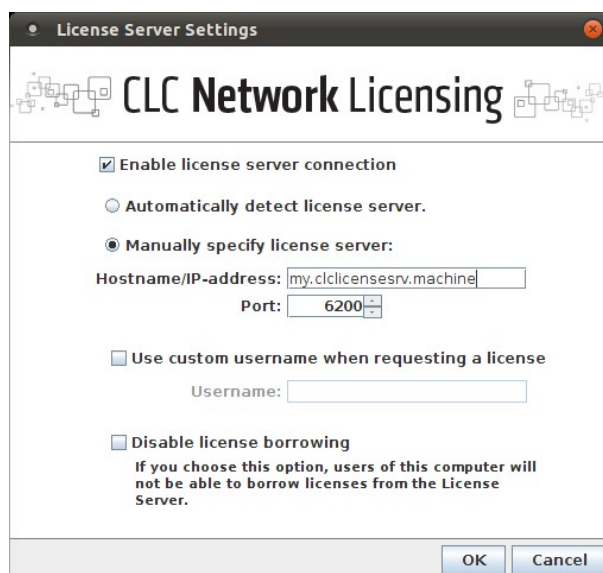 License Server Settings
CLC Network Licensing
Enable license server connection
Automatically detect license server.
Manually specify license server:
Hostname/IP-address: my.clclicensesrv.machine
Port: 6200
Use custom username when requesting a license
Username:
Disable license borrowing
If you choose this option, users of this computer will
not be able to borrow licenses from the License
Server.
OK Cancel